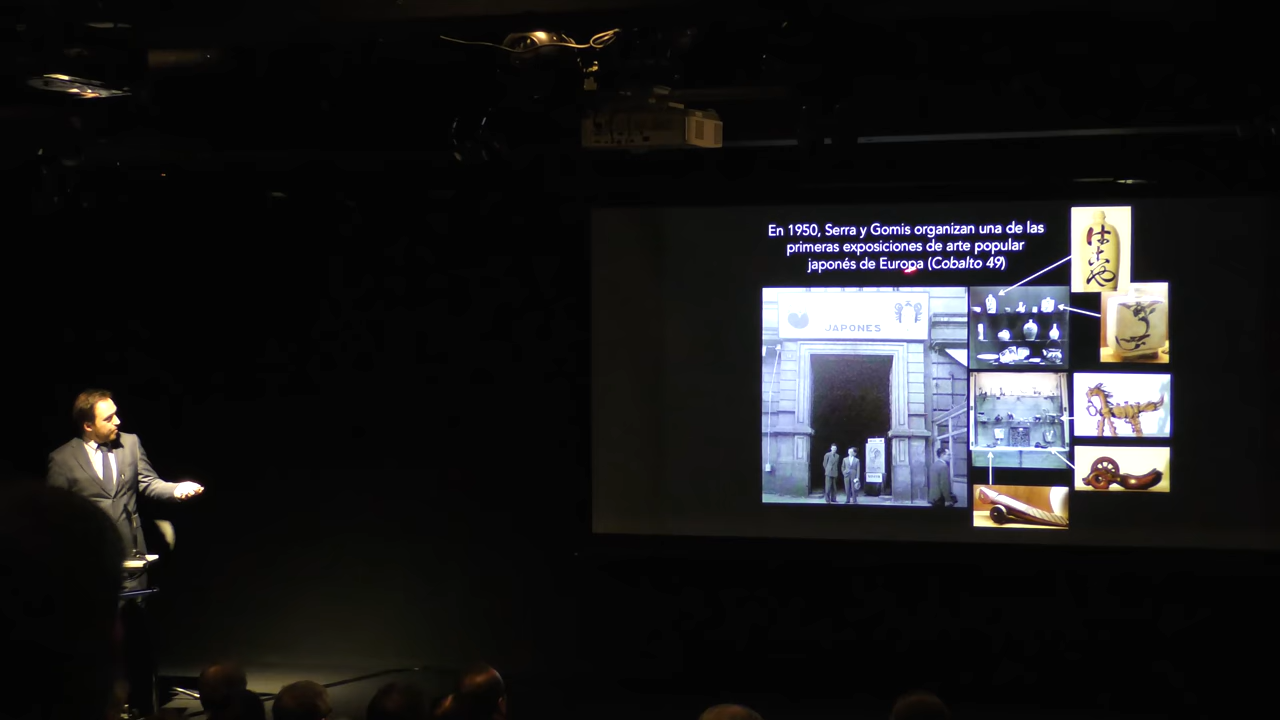 En 1950, Serra y Gomis organizan una de las
primeras exposiciones de arte popular
japonés de Europa (Cobalto 49)
JAPONES